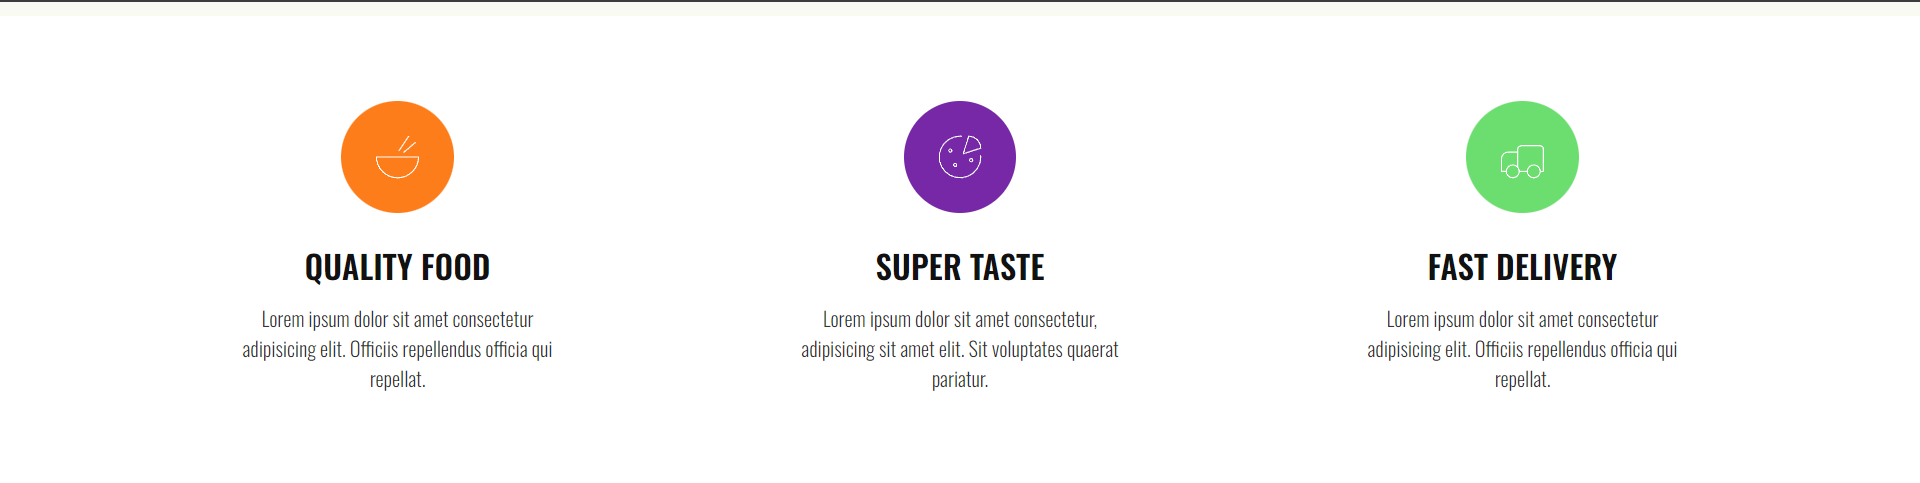 QUALITY FOOD
Lorem ipsum dolor sit amet consectetur
adipisicing elit. Officiis repellendus officia qui
repellat.
SUPER TASTE
Lorem ipsum dolor sit amet consectetur,
adipisicing sit amet elit. Sit voluptates quaerat
pariatur.
FAST DELIVERY
Lorem ipsum dolor sit amet consectetur
adipisicing elit. Officiis repellendus officia qui
repellat.